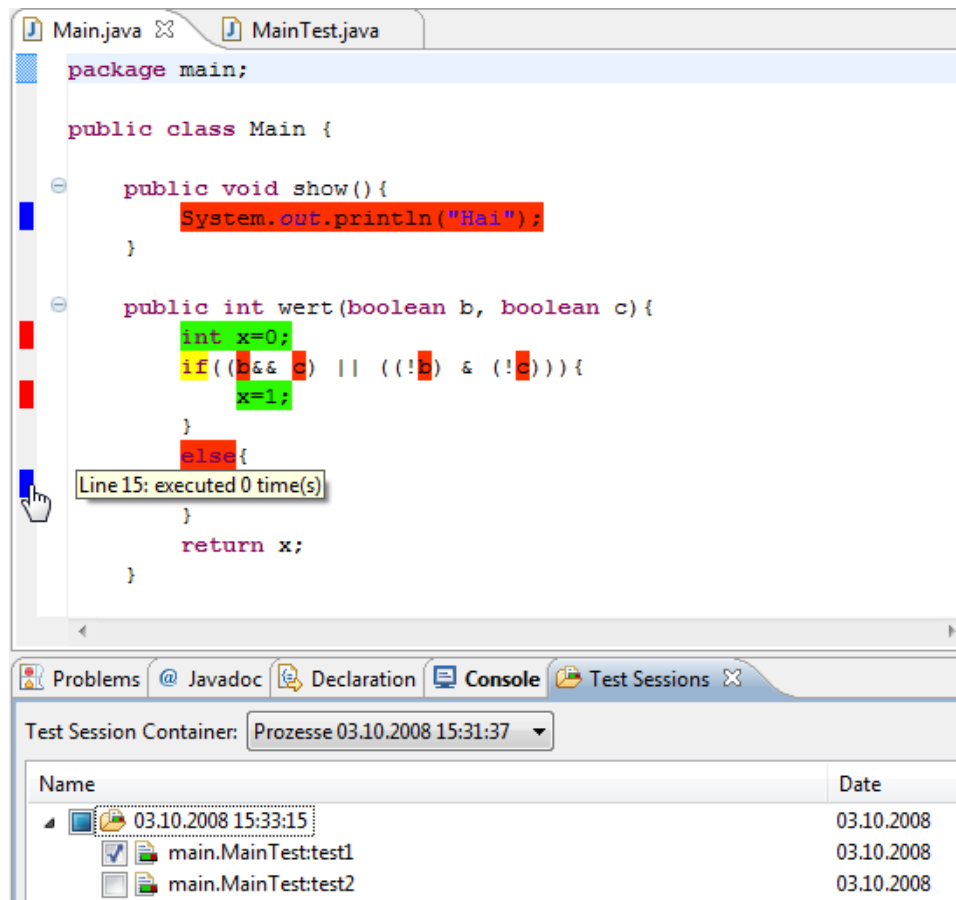 Main.java MainTest.java
package main;
public class Main {
public void show(){
System.out.println("Hai");
}
public int wert(boolean b, boolean c){
int x=0;
if((b&& c) || ((!b) & (!c))){
x=1;
}
else{
Line 15: executed 0 time(s)
}
return x;
}
Problems @ Javadoc Declaration Console Test Sessions
Test Session Container: Prozesse 03.10.2008 15:31:37
Name Date
03.10.2008 15:33:15 03.10.2008
main.MainTest:test1 03.10.2008
main.MainTest:test2 03.10.2008